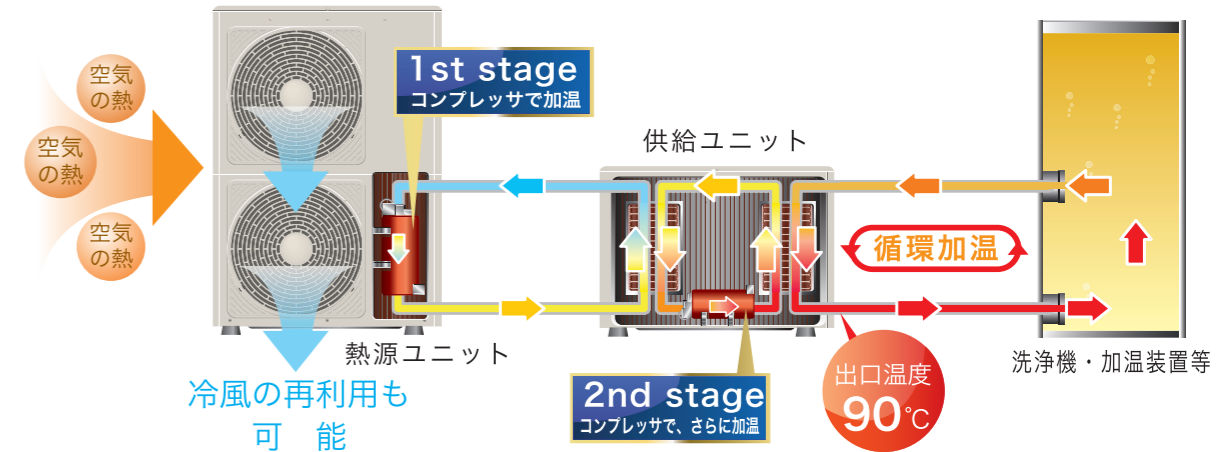 空気
の熱
空気
の熱
空気
の熱
1st stage
コンプレッサで加温
熱源ユニット
冷風の再利用も
可 能
供給ユニット
2nd stage
コンプレッサで、さらに加温
循環加温
出口温度
90℃
洗浄機・加温装置等